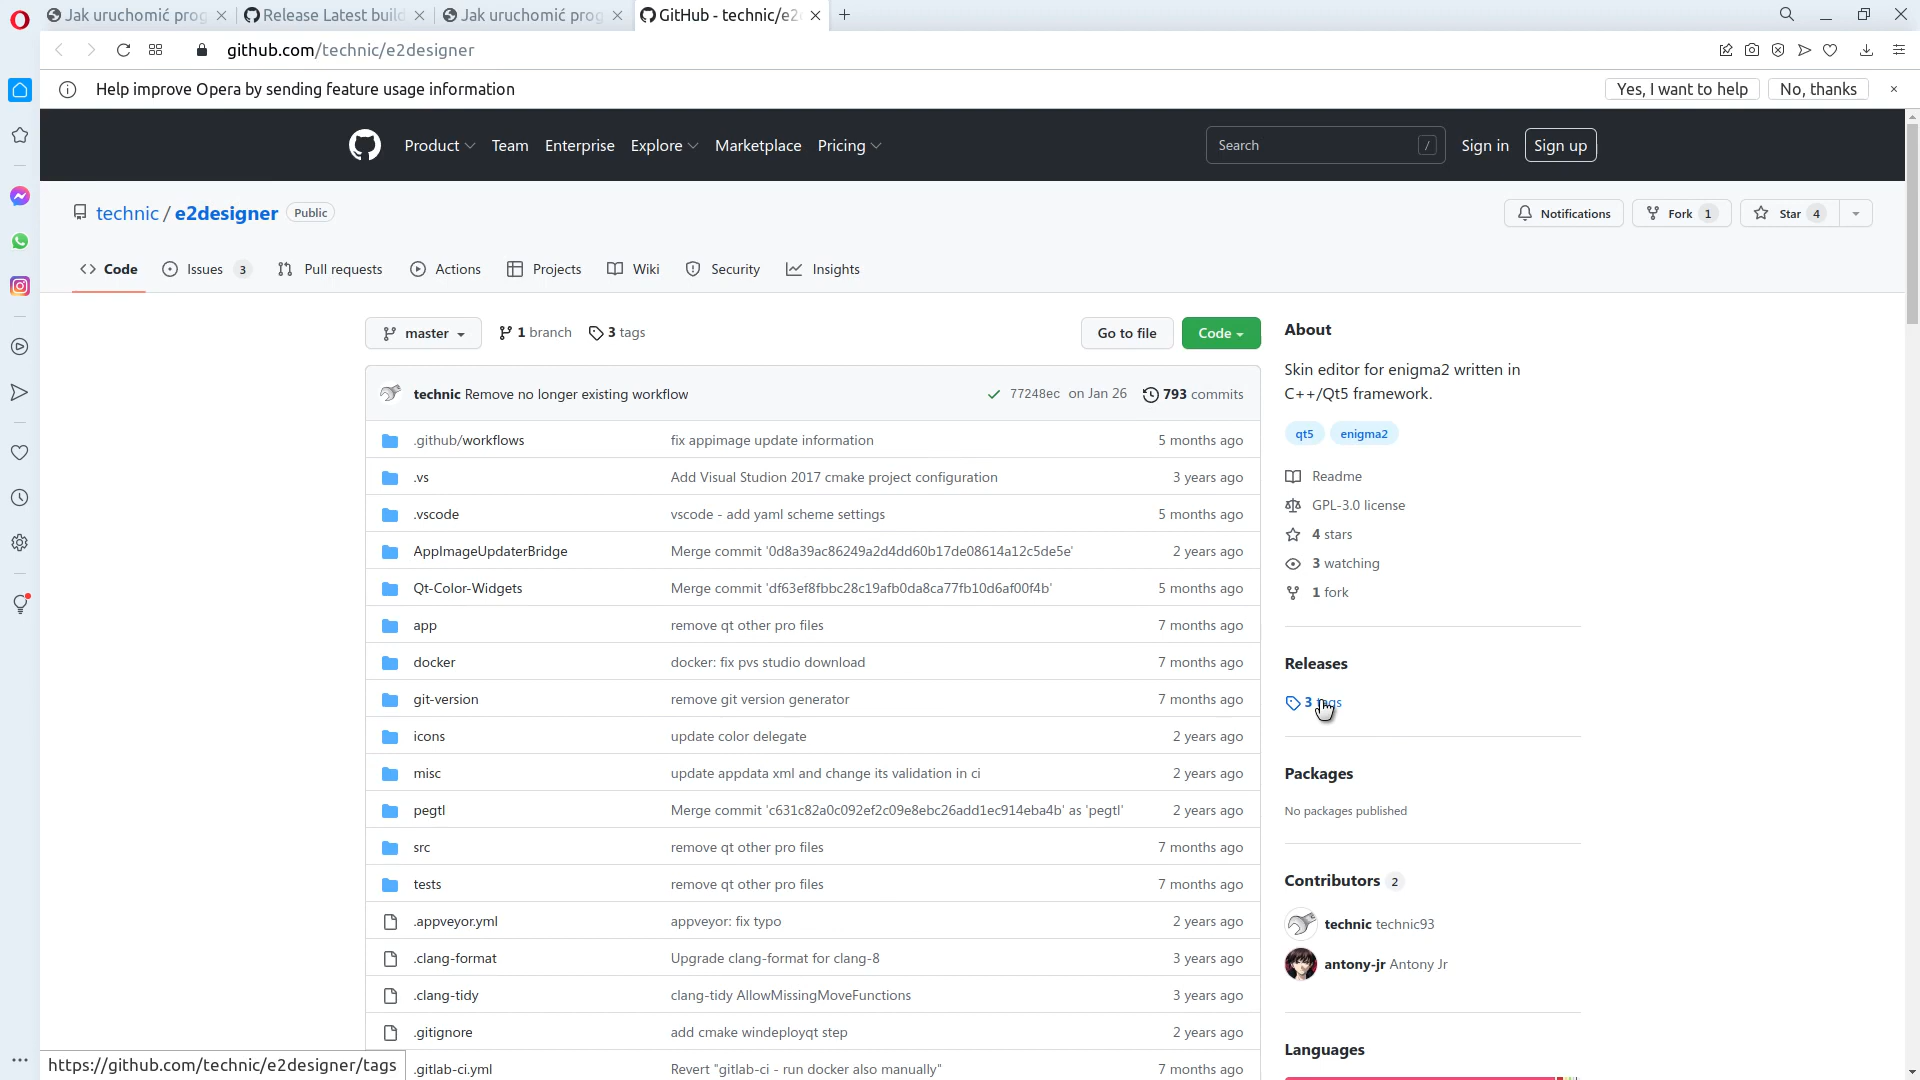 Jak uruchomić prog
Release Latest build
Jak uruchomić prog
GitHub - technic/e2
github.com/technic/e2designer
Help improve Opera by sending feature usage information
Yes, I want to help
No, thanks
Product
Team
Enterprise
Explore
Marketplace
Pricing
Search /
Sign in
Sign up
technic / e2designer Public
Notifications
Fork 1
Star 4
Code
Issues 3
Pull requests
Actions
Projects
Wiki
Security
Insights
master
1 branch
3 tags
Go to file
Code
technic Remove no longer existing workflow 77248ec on Jan 26 793 commits
.github/workflows fix appimage update information 5 months ago
.vs Add Visual Studion 2017 cmake project configuration 3 years ago
.vscode vscode - add yaml scheme settings 5 months ago
AppImageUpdaterBridge Merge commit '0d8a39ac86249a2d4dd60b17de08614a12c5de5e' 2 years ago
Qt-Color-Widgets Merge commit 'df63ef8fbbc28c19afb0da8ca77fb10d6af00f4b' 5 months ago
app remove qt other pro files 7 months ago
docker docker: fix pvs studio download 7 months ago
git-version remove git version generator 7 months ago
icons update color delegate 2 years ago
misc update appdata xml and change its validation in ci 2 years ago
pegtl Merge commit 'c631c82a0c092ef2c09e8ebc26add1ec914eba4b' as 'pegtl' 2 years ago
src remove qt other pro files 7 months ago
tests remove qt other pro files 7 months ago
.appveyor.yml appveyor: fix typo 2 years ago
.clang-format Upgrade clang-format for clang-8 3 years ago
.clang-tidy clang-tidy AllowMissingMoveFunctions 3 years ago
.gitignore add cmake windeployqt step 2 years ago
.gitlab-ci.yml Revert "gitlab-ci - run docker also manually" 7 months ago
About
Skin editor for enigma2 written in
C++/Qt5 framework.
qt5 enigma2
Readme
GPL-3.0 license
4 stars
3 watching
1 fork
Releases
3 tags
Packages
No packages published
Contributors 2
technic technic93
antony-jr Antony Jr
Languages
https://github.com/technic/e2designer/tags